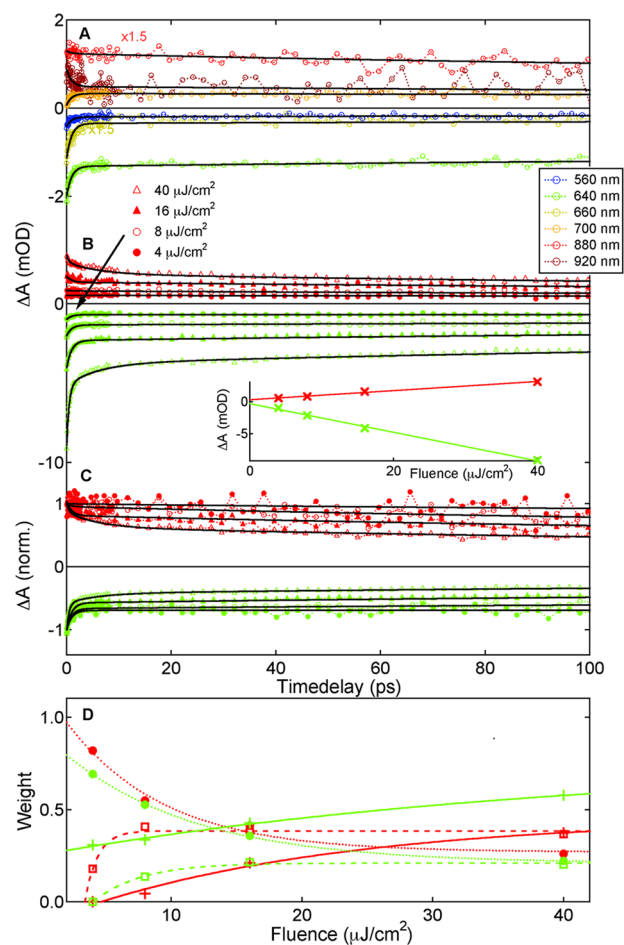 A
x1.5
2
0
x1.5
-2
ΔA (mOD)
40 μJ/cm²
16 μJ/cm²
8 μJ/cm²
4 μJ/cm²
560 nm
640 nm
660 nm
700 nm
880 nm
920 nm
B
0
-10
ΔA (mOD)
0
-5
0
20
40
Fluence (μJ/cm²)
C
1
0
-1
ΔA (norm.)
0
20
40
60
80
100
Timedelay (ps)
D
1.0
0.5
0.0
Weight
10
20
30
40
Fluence (μJ/cm²)